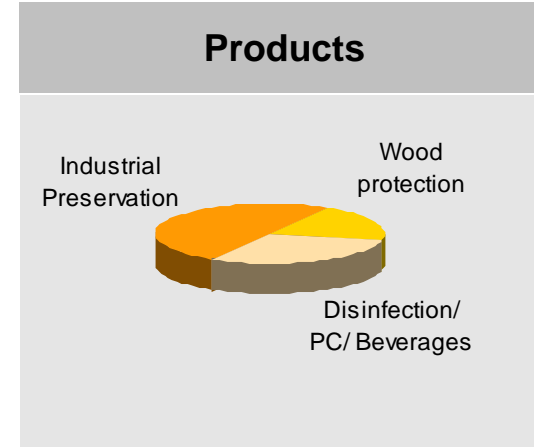 Products
Industrial
Preservation
Wood
protection
Disinfection/
PC/ Beverages